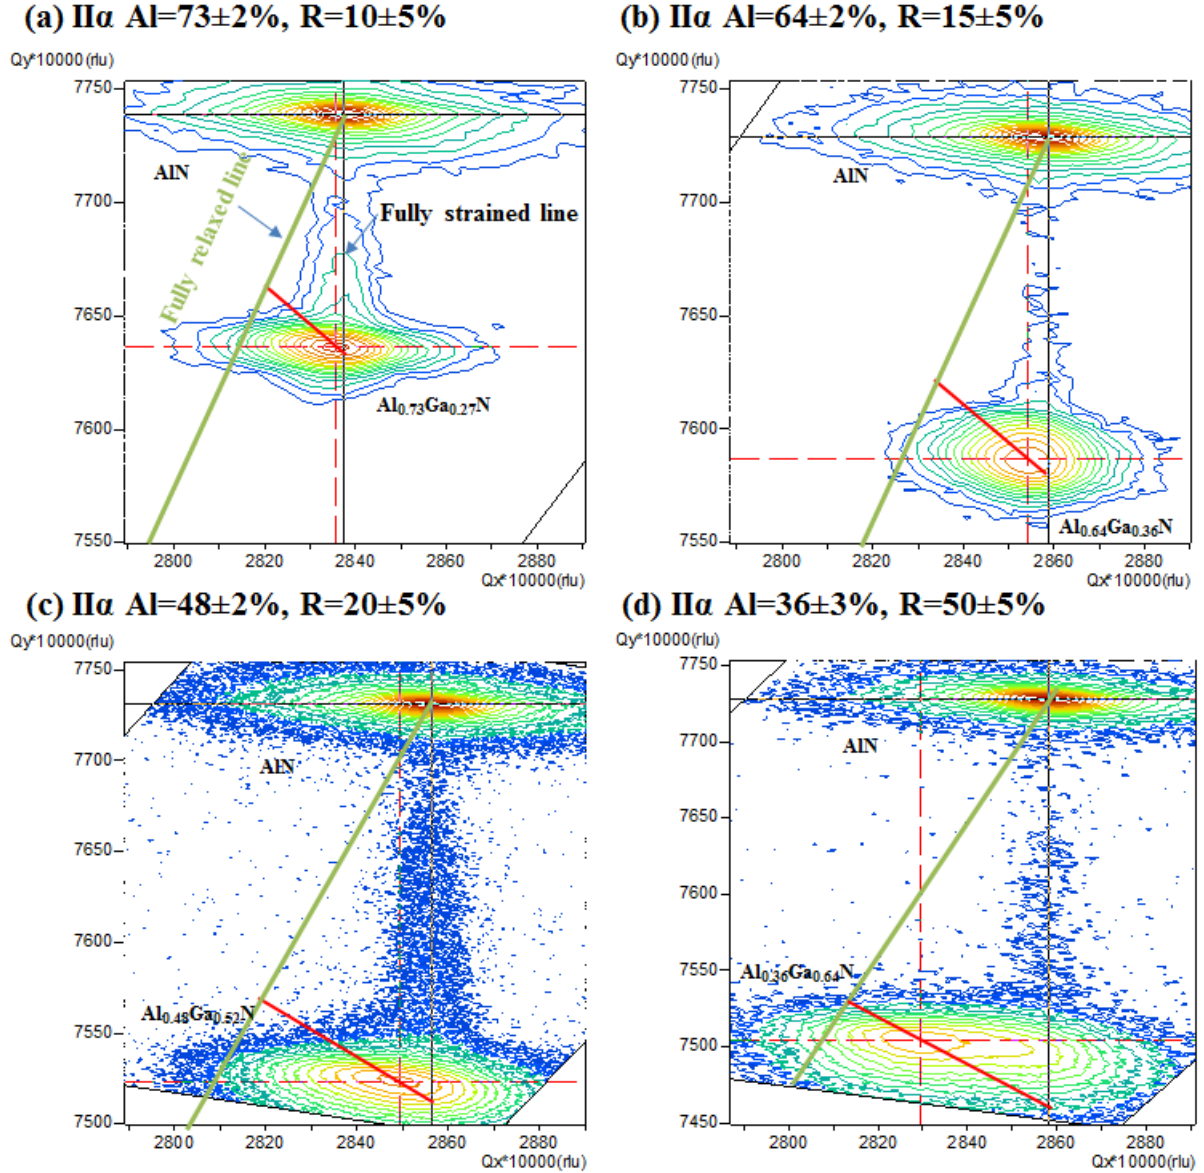 (a) IIα Al=73±2%, R=10±5%
Qy*10000(rlu)
7750
7700
7650
7600
7550
AlN
Fully relaxed line
Fully strained line
Al0.73Ga0.27N
2800 2820 2840 2860 2880
Qx*10000(rlu)
(b) IIα Al=64±2%, R=15±5%
Qy*10000(rlu)
7750
7700
7650
7600
7550
AlN
Al0.64Ga0.36N
2800 2820 2840 2860 2880
Qx*10000(rlu)
(c) IIα Al=48±2%, R=20±5%
Qy*10000(rlu)
7750
7700
7650
7600
7550
7500
AlN
Al0.48Ga0.52N
2800 2820 2840 2860 2880
Qx*10000(rlu)
(d) IIα Al=36±3%, R=50±5%
Qy*10000(rlu)
7750
7700
7650
7600
7550
7500
7450
AlN
Al0.36Ga0.64N
2800 2820 2840 2860 2880
Qx*10000(rlu)